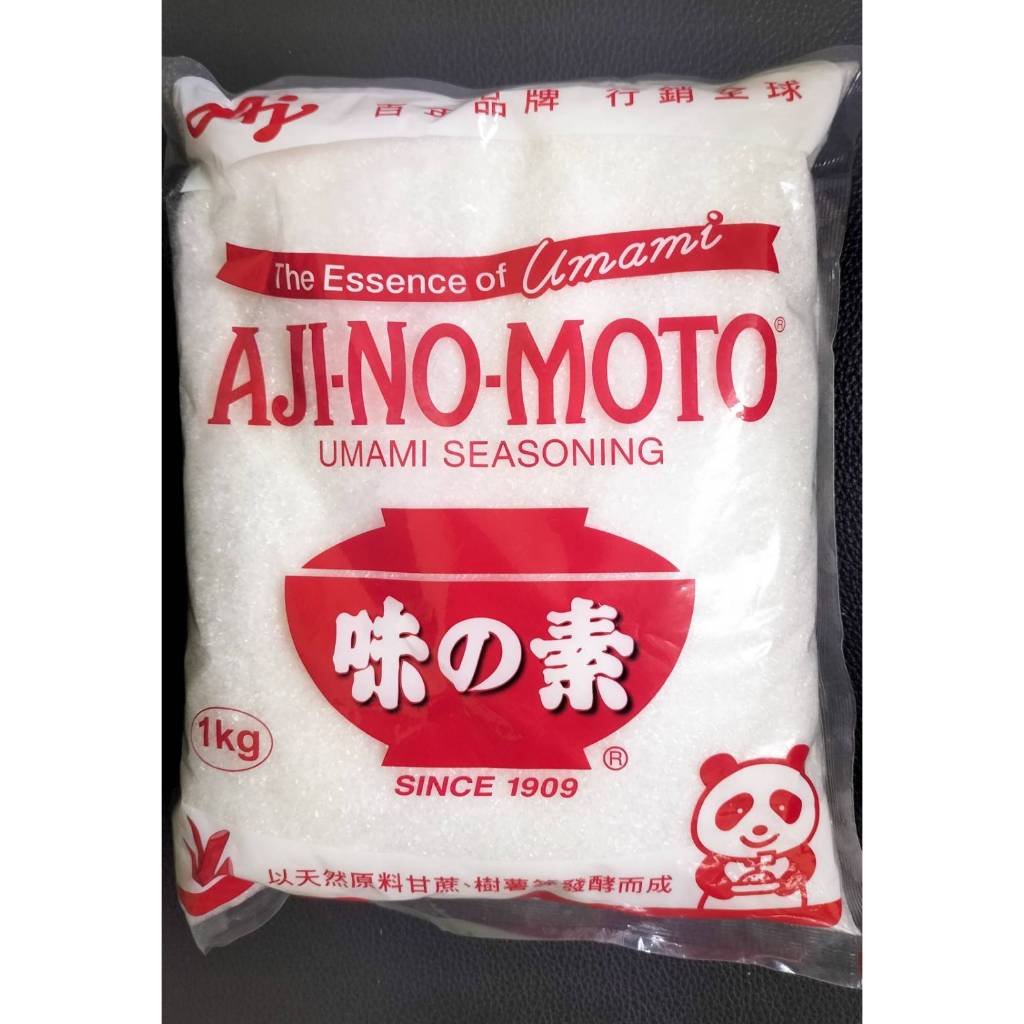 Aj
百年品牌 行銷全球
The Essence of Umami
AJI-NO-MOTO®
UMAMI SEASONING
味の素
®
1kg
SINCE 1909
以天然原料甘蔗、樹薯等發酵而成